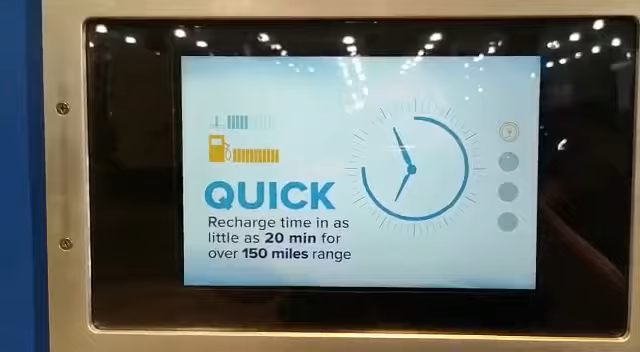 QUICK
Recharge time in as
little as 20 min for
over 150 miles range